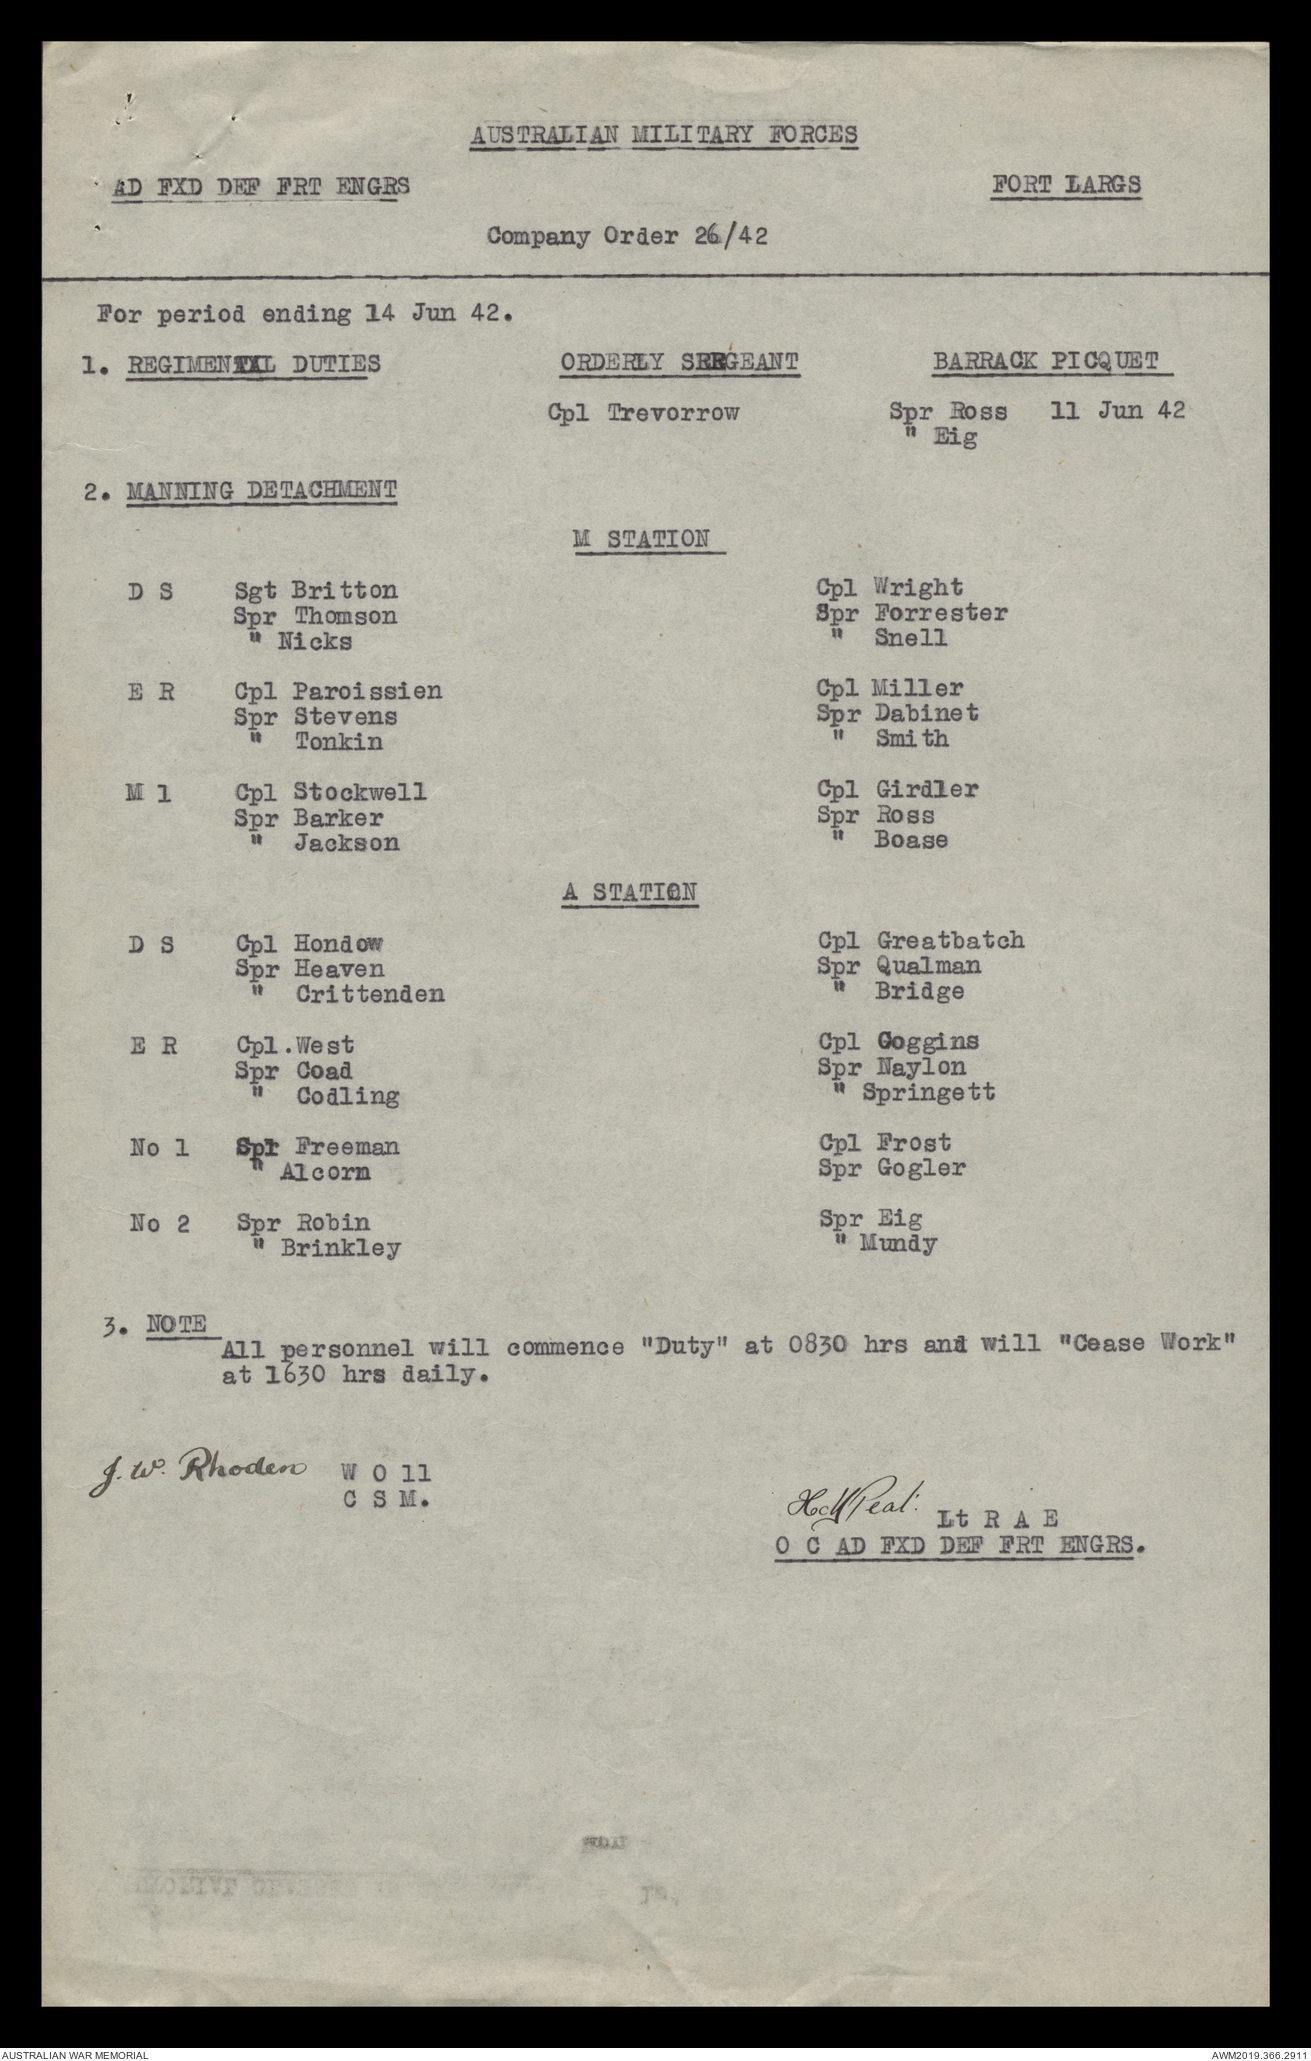 AUSTRALIAN MILITARY FORCES
AD FXD DEF FRT ENGRS FORT LARGS
Company Order 26/42
For period ending 14 Jun 42.
1. REGIMENTAL DUTIES ORDERLY SERGEANT BARRACK PICQUET
Cpl Trevorrow Spr Ross 11 Jun 42
" Eig
2. MANNING DETACHMENT
M STATION
D S Sgt Britton Cpl Wright
Spr Thomson Spr Forrester
" Nicks " Snell
E R Cpl Paroissien Cpl Miller
Spr Stevens Spr Dabinet
" Tonkin " Smith
M 1 Cpl Stockwell Cpl Girdler
Spr Barker Spr Ross
" Jackson " Boase
A STATION
D S Cpl Hondow Cpl Greatbatch
Spr Heaven Spr Qualman
" Crittenden " Bridge
E R Cpl.West Cpl Goggins
Spr Coad Spr Naylon
" Codling " Springett
No 1 Spr Freeman Cpl Frost
" Alcorn Spr Gogler
No 2 Spr Robin Spr Eig
" Brinkley " Mundy
3. NOTE
All personnel will commence "Duty" at 0830 hrs and will "Cease Work"
at 1630 hrs daily.
J. W. Rhoden W O 11
C S M.
Lt R A E
O C AD FXD DEF FRT ENGRS.
AUSTRALIAN WAR MEMORIAL AWM2019.366.2911